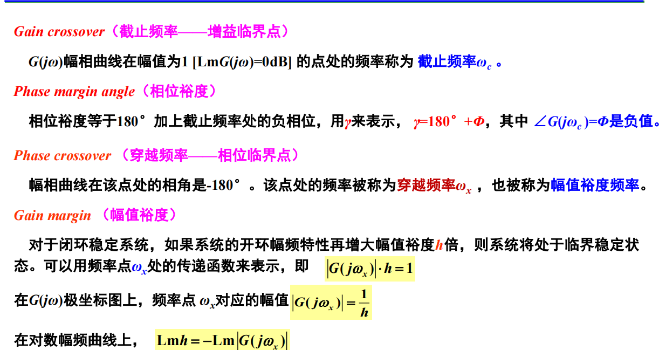 Gain crossover（截止频率——增益临界点）
G(jω)幅相曲线在幅值为1 [LmG(jω)=0dB] 的点处的频率称为 截止频率ωc 。
Phase margin angle（相位裕度）
相位裕度等于180°加上截止频率处的负相位，用γ来表示， γ=180°+Φ，其中 ∠G(jωc)=Φ是负值。
Phase crossover （穿越频率——相位临界点）
幅相曲线在该点处的相角是-180°。该点处的频率被称为穿越频率ωx ，也被称为幅值裕度频率。
Gain margin （幅值裕度）
对于闭环稳定系统，如果系统的开环幅频特性再增大幅值裕度h倍，则系统将处于临界稳定状
态。可以用频率点ωx处的传递函数来表示，即 |G(jωx)|·h=1
在G(jω)极坐标图上，频率点 ωx对应的幅值 |G(jωx)|=1/h
在对数幅频曲线上， Lmh=−Lm|G(jωx)|